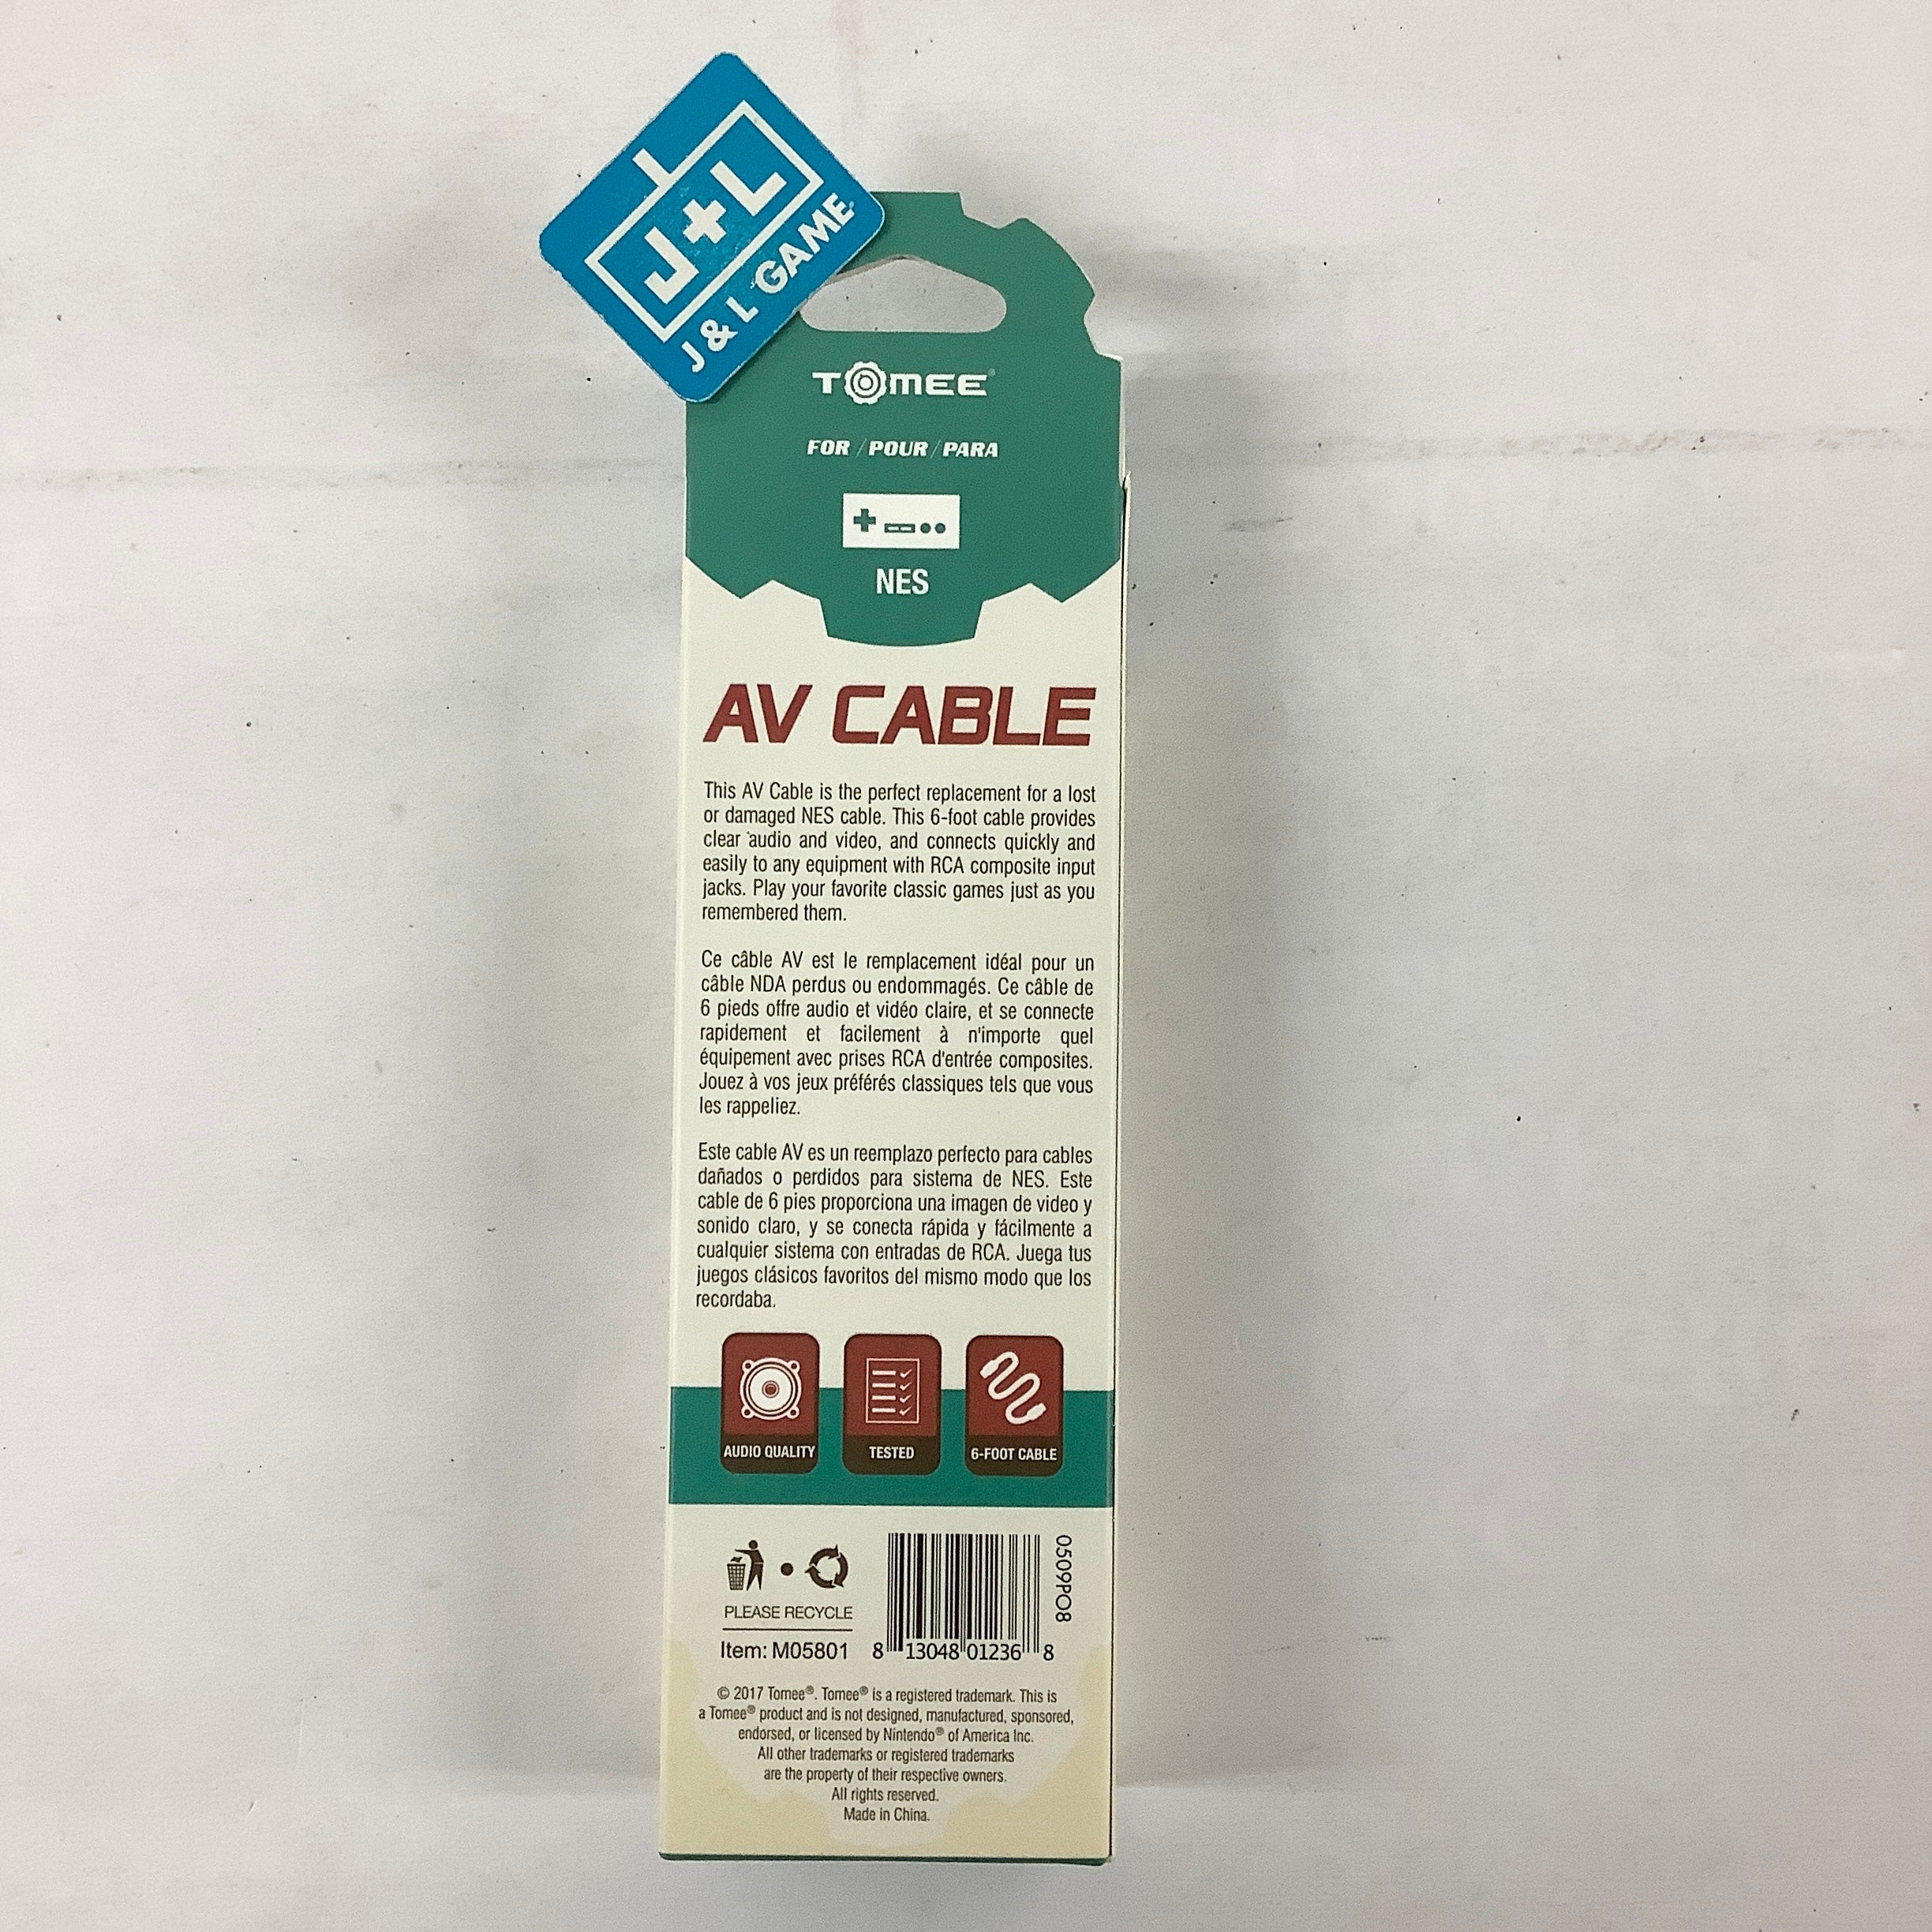 J+L
J & L GAME
TOMEE®
FOR / POUR / PARA
NES
AV CABLE
This AV Cable is the perfect replacement for a lost
or damaged NES cable. This 6-foot cable provides
clear audio and video, and connects quickly and
easily to any equipment with RCA composite input
jacks. Play your favorite classic games just as you
remembered them.
Ce câble AV est le remplacement idéal pour un
câble NDA perdus ou endommagés. Ce câble de
6 pieds offre audio et vidéo claire, et se connecte
rapidement et facilement à n'importe quel
équipement avec prises RCA d'entrée composites.
Jouez à vos jeux préférés classiques tels que vous
les rappeliez.
Este cable AV es un reemplazo perfecto para cables
dañados o perdidos para sistema de NES. Este
cable de 6 pies proporciona una imagen de video y
sonido claro, y se conecta rápida y fácilmente a
cualquier sistema con entradas de RCA. Juega tus
juegos clásicos favoritos del mismo modo que los
recordaba.
AUDIO QUALITY
TESTED
6-FOOT CABLE
PLEASE RECYCLE
Item: M05801
8 13048 01236 8
0509PO8
© 2017 Tomee®. Tomee® is a registered trademark. This is
a Tomee® product and is not designed, manufactured, sponsored,
endorsed, or licensed by Nintendo® of America Inc.
All other trademarks or registered trademarks
are the property of their respective owners.
All rights reserved.
Made in China.